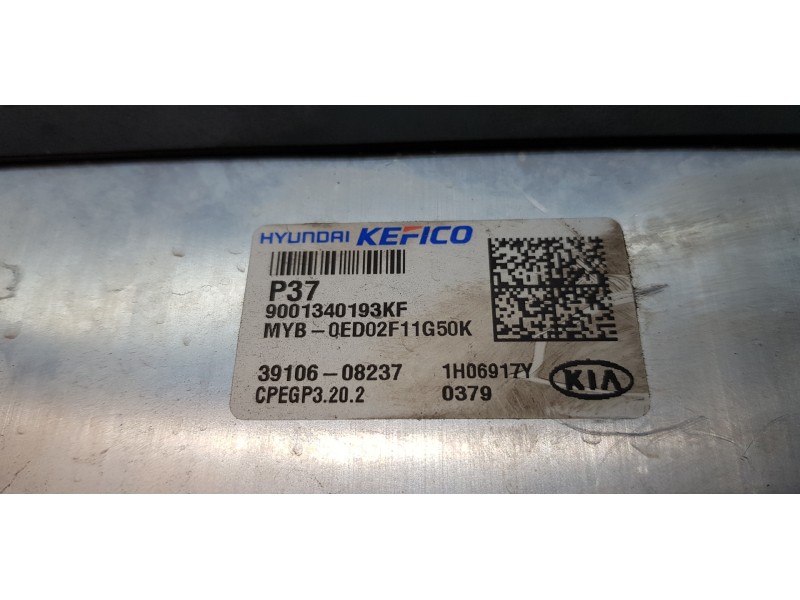 HYUNDAI KEFICO
P37
9001340193KF
MYB-0ED02F11G50K
39106-08237 1H06917Y
CPEGP3.20.2 0379
KIA